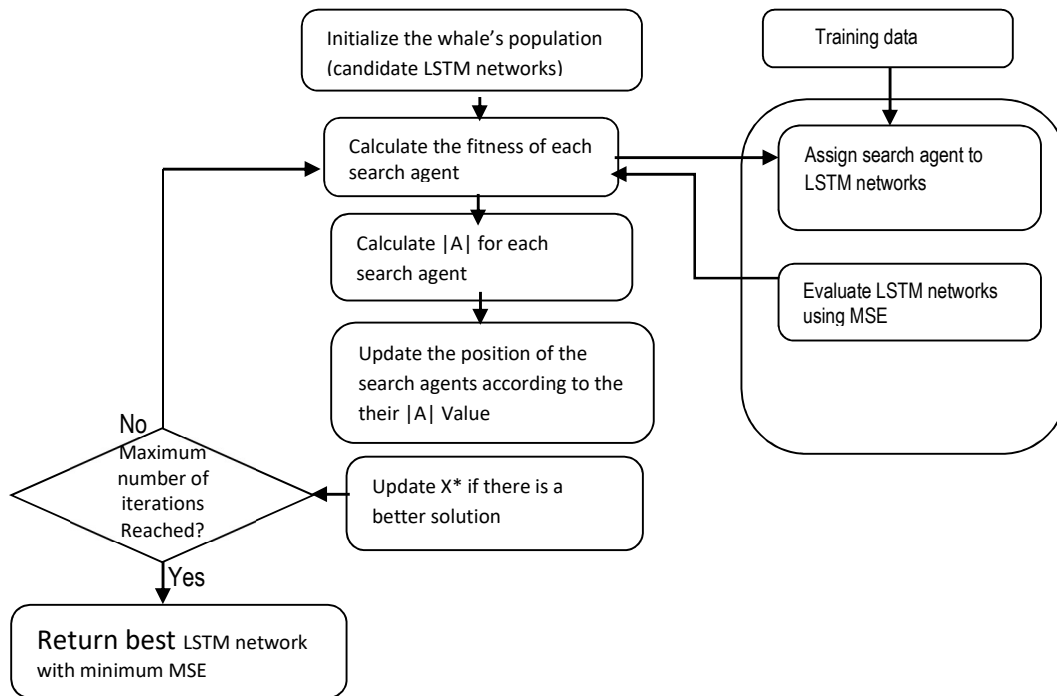 Initialize the whale’s population
(candidate LSTM networks)
Training data
Calculate the fitness of each
search agent
Assign search agent to
LSTM networks
Calculate |A| for each
search agent
Evaluate LSTM networks
using MSE
Update the position of the
search agents according to the
their |A| Value
No
Maximum
number of
iterations
Reached?
Update X* if there is a
better solution
Yes
Return best LSTM network
with minimum MSE